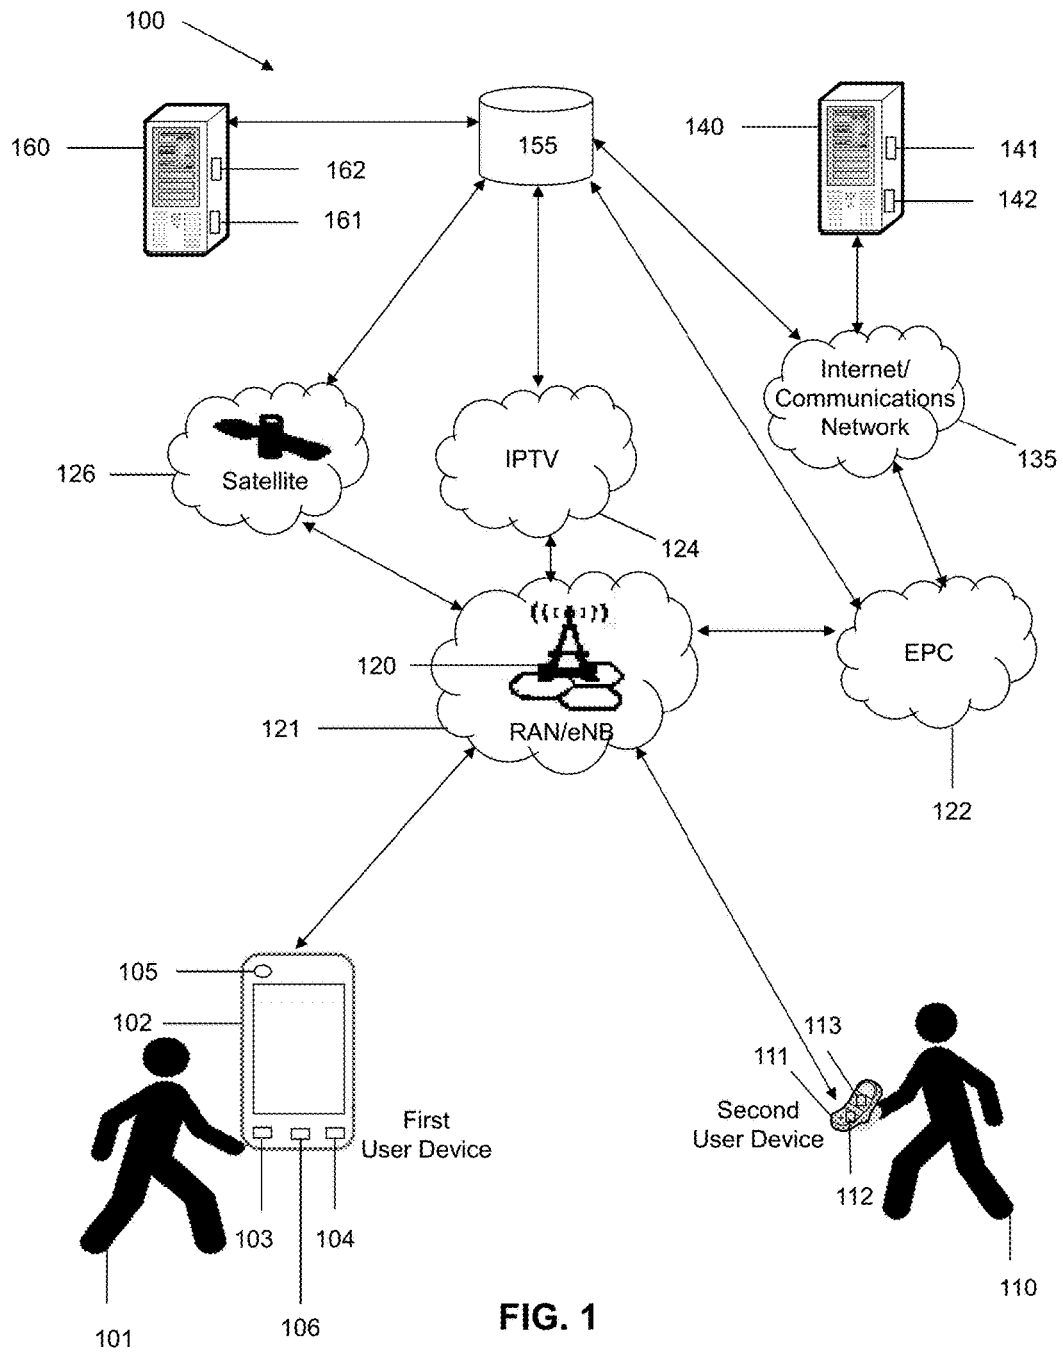 100
160
162
161
155
140
141
142
Internet/
Communications
Network
135
126
Satellite
IPTV
124
120
121
RAN/eNB
EPC
122
105
102
First
User Device
103
104
106
101
113
111
Second
User Device
112
110
FIG. 1